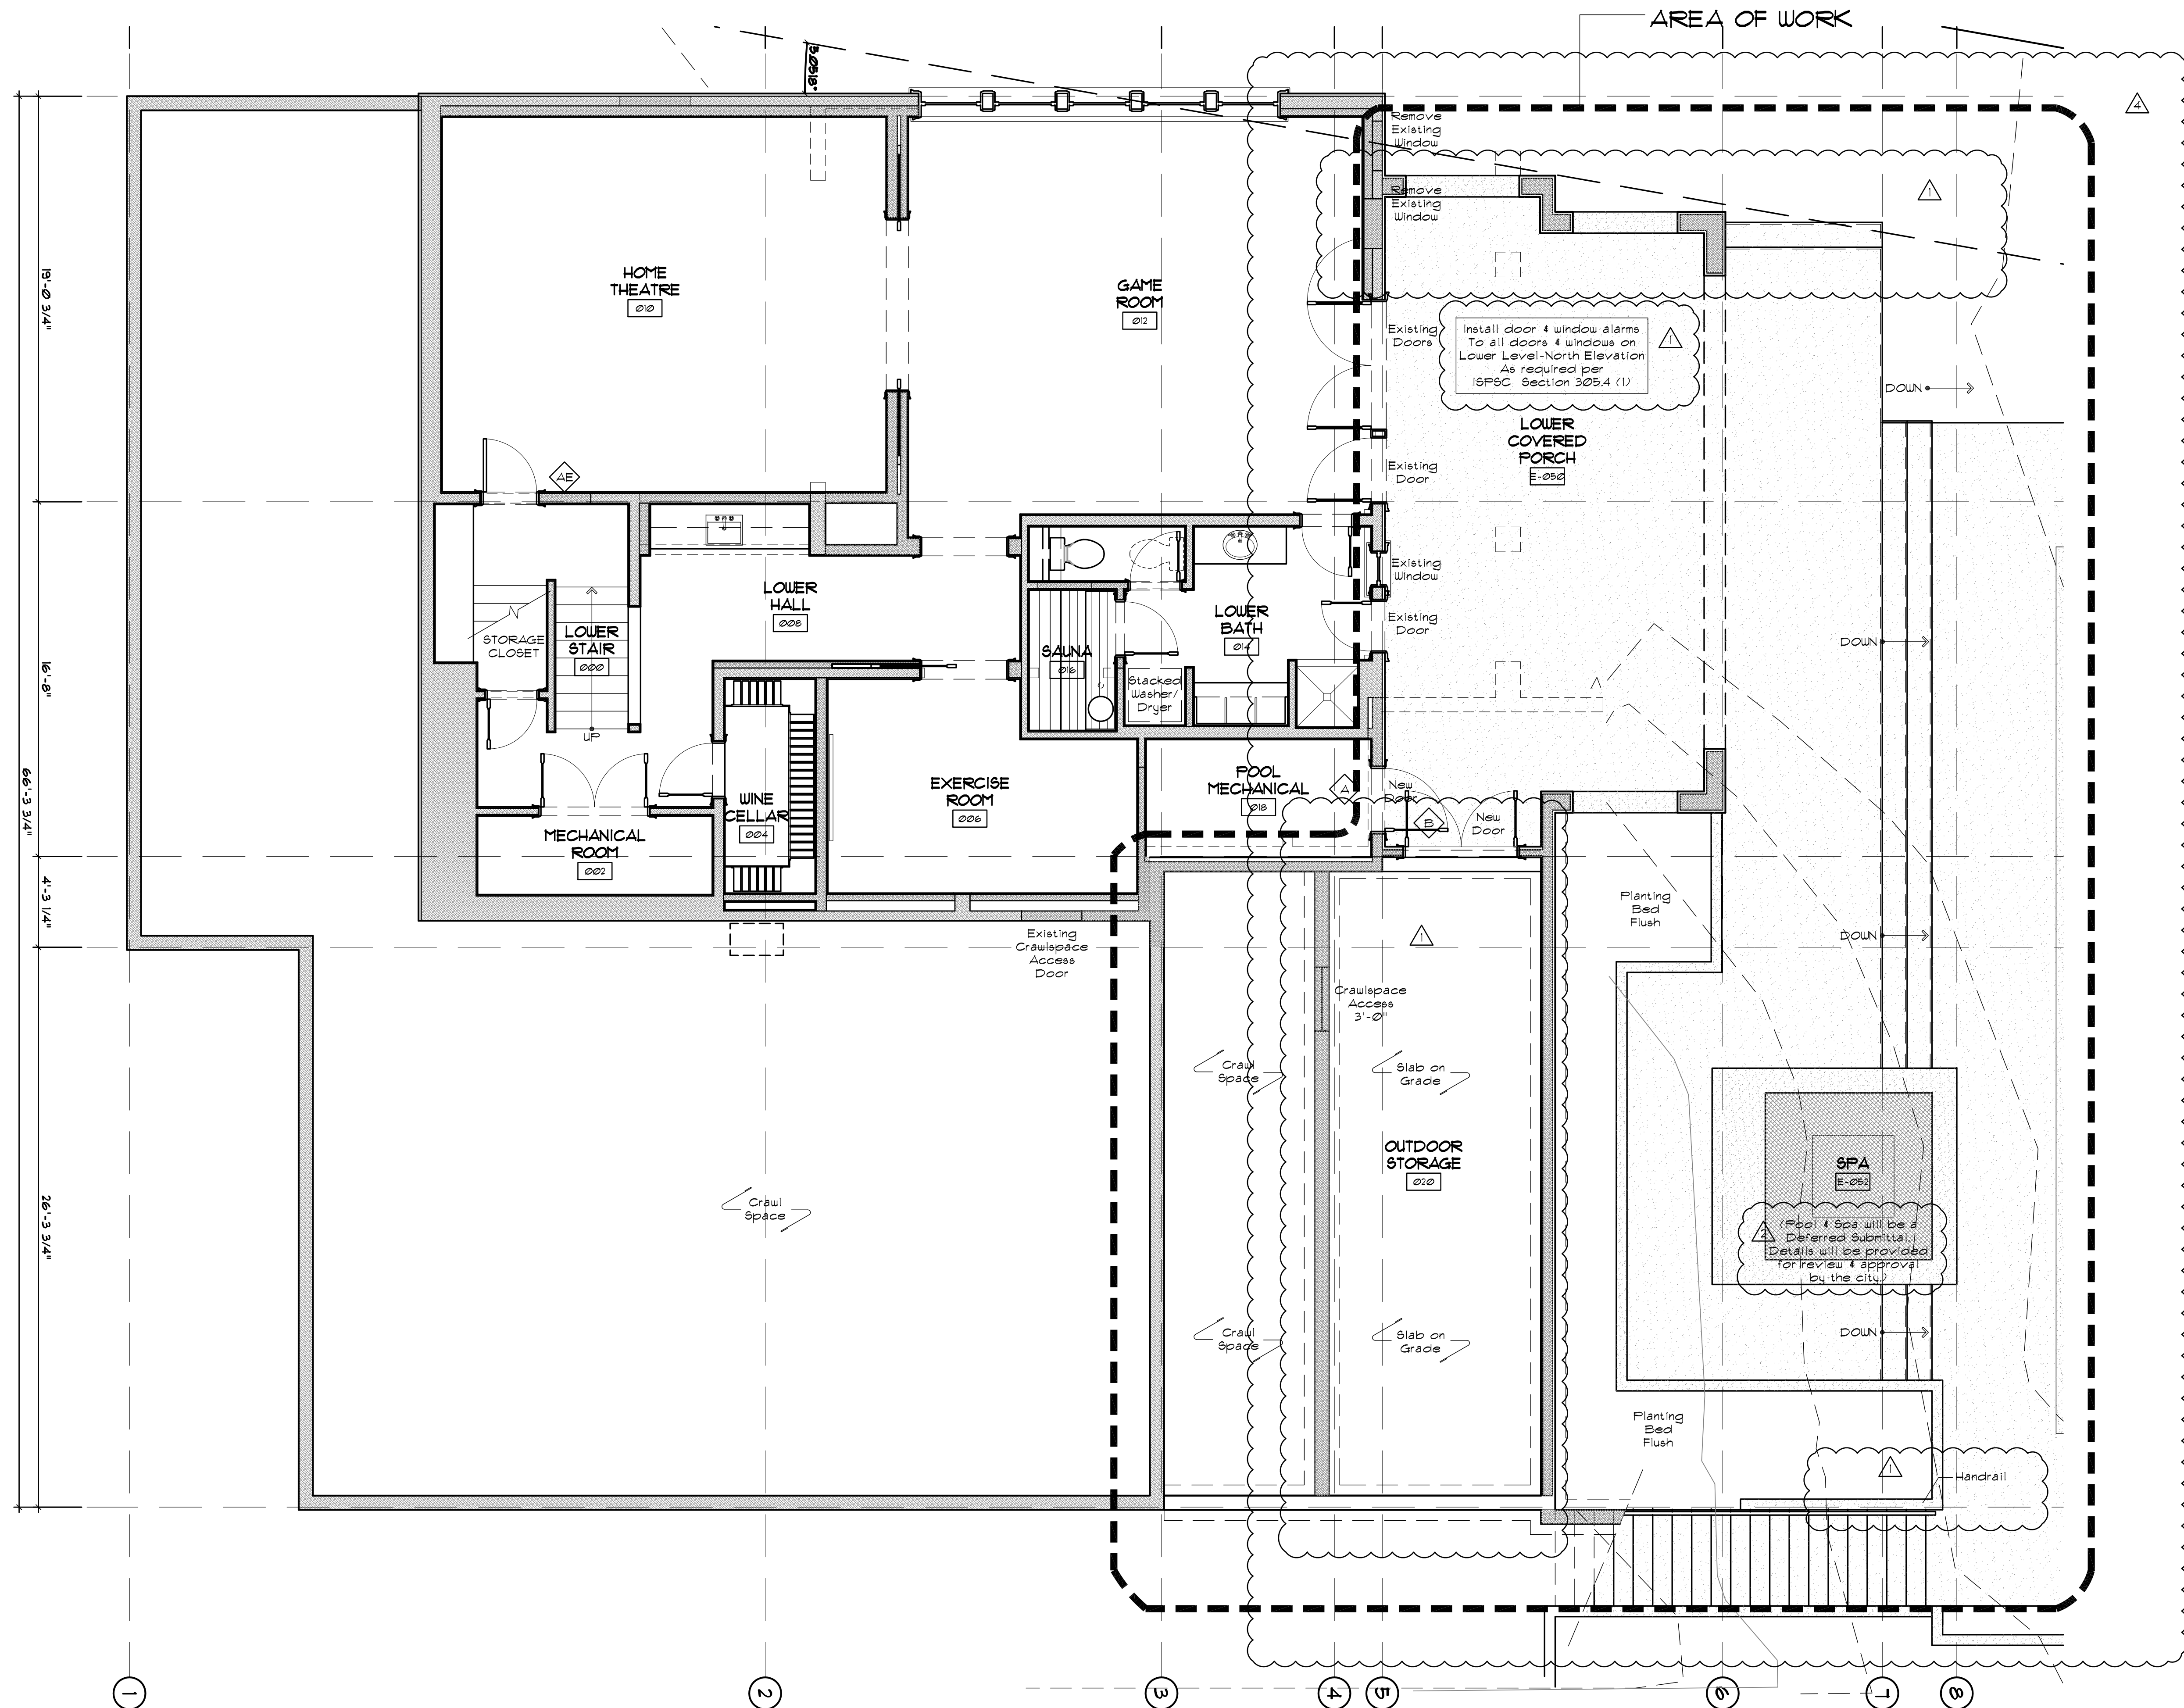 AREA OF WORK
5.0518°
4
Remove
Existing
Window
Remove
Existing
Window
1
HOME
THEATRE
010
GAME
ROOM
012
19'-0 3/4"
Existing
Doors
Install door & window alarms
To all doors & windows on
Lower Level-North Elevation
As required per
ISPSC Section 305.4 (1)
1
DOWN
LOWER
COVERED
PORCH
E-050
Existing
Door
AE
Existing
Window
LOWER
HALL
008
LOWER
BATH
014
Existing
Door
STORAGE
CLOSET
LOWER
STAIR
000
UP
SAUNA
016
Stacked
Washer/
Dryer
DOWN
16'-8"
66'-3 3/4"
POOL
MECHANICAL
018
A
New
Door
B
New
Door
EXERCISE
ROOM
006
WINE
CELLAR
004
MECHANICAL
ROOM
002
4'-3 1/4"
Existing
Crawlspace
Access
Door
1
Planting
Bed
Flush
DOWN
Crawlspace
Access
3'-0"
Crawl
Space
Slab on
Grade
OUTDOOR
STORAGE
020
SPA
E-052
26'-3 3/4"
Crawl
Space
2
(Pool & Spa will be a
Deferred Submittal.
Details will be provided
for review & approval
by the city.)
Crawl
Space
Slab on
Grade
DOWN
Planting
Bed
Flush
1
Handrail
1
2
3
4
5
6
7
8